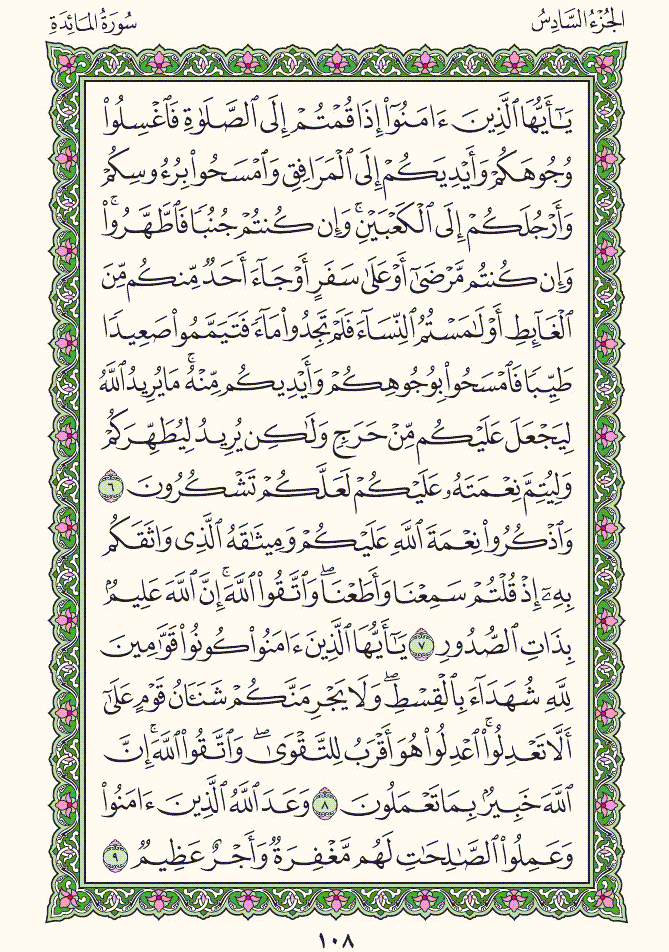 الجُزْءُ السَّادِسُ
سُورَةُ المَائِدَةِ
يَـٰٓأَيُّهَا ٱلَّذِينَ ءَامَنُوٓا۟ إِذَا قُمْتُمْ إِلَى ٱلصَّلَوٰةِ فَٱغْسِلُوا۟
وُجُوهَكُمْ وَأَيْدِيَكُمْ إِلَى ٱلْمَرَافِقِ وَٱمْسَحُوا۟ بِرُءُوسِكُمْ
وَأَرْجُلَكُمْ إِلَى ٱلْكَعْبَيْنِ ۚ وَإِن كُنتُمْ جُنُبًا فَٱطَّهَّرُوا۟ ۚ
وَإِن كُنتُم مَّرْضَىٰٓ أَوْ عَلَىٰ سَفَرٍ أَوْ جَآءَ أَحَدٌ مِّنكُم مِّنَ
ٱلْغَآئِطِ أَوْ لَـٰمَسْتُمُ ٱلنِّسَآءَ فَلَمْ تَجِدُوا۟ مَآءً فَتَيَمَّمُوا۟ صَعِيدًا
طَيِّبًا فَٱمْسَحُوا۟ بِوُجُوهِكُمْ وَأَيْدِيكُم مِّنْهُ ۚ مَا يُرِيدُ ٱللَّهُ
لِيَجْعَلَ عَلَيْكُم مِّنْ حَرَجٍ وَلَـٰكِن يُرِيدُ لِيُطَهِّرَكُمْ
وَلِيُتِمَّ نِعْمَتَهُۥ عَلَيْكُمْ لَعَلَّكُمْ تَشْكُرُونَ ٦
وَٱذْكُرُوا۟ نِعْمَةَ ٱللَّهِ عَلَيْكُمْ وَمِيثَـٰقَهُ ٱلَّذِى وَاثَقَكُم
بِهِۦٓ إِذْ قُلْتُمْ سَمِعْنَا وَأَطَعْنَا ۖ وَٱتَّقُوا۟ ٱللَّهَ ۚ إِنَّ ٱللَّهَ عَلِيمٌۢ
بِذَاتِ ٱلصُّدُورِ ٧ يَـٰٓأَيُّهَا ٱلَّذِينَ ءَامَنُوا۟ كُونُوا۟ قَوَّٰمِينَ
لِلَّهِ شُهَدَآءَ بِٱلْقِسْطِ ۖ وَلَا يَجْرِمَنَّكُمْ شَنَـَٔانُ قَوْمٍ عَلَىٰٓ
أَلَّا تَعْدِلُوا۟ ۚ ٱعْدِلُوا۟ هُوَ أَقْرَبُ لِلتَّقْوَىٰ ۖ وَٱتَّقُوا۟ ٱللَّهَ ۚ إِنَّ
ٱللَّهَ خَبِيرٌۢ بِمَا تَعْمَلُونَ ٨ وَعَدَ ٱللَّهُ ٱلَّذِينَ ءَامَنُوا۟
وَعَمِلُوا۟ ٱلصَّـٰلِحَـٰتِ لَهُم مَّغْفِرَةٌ وَأَجْرٌ عَظِيمٌ ٩
١٠٨